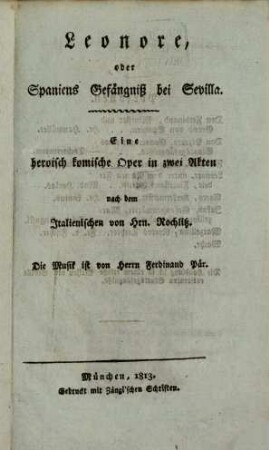 Leonore,
oder
Spaniens Gefängniß bei Sevilla.
Eine
heroisch komische Oper in zwei Akten
nach dem
Italienischen von Hrn. Rochlitz.
Die Musik ist von Herrn Ferdinand Pär.
München, 1813.
Gedruckt mit Zängl'schen Schriften.